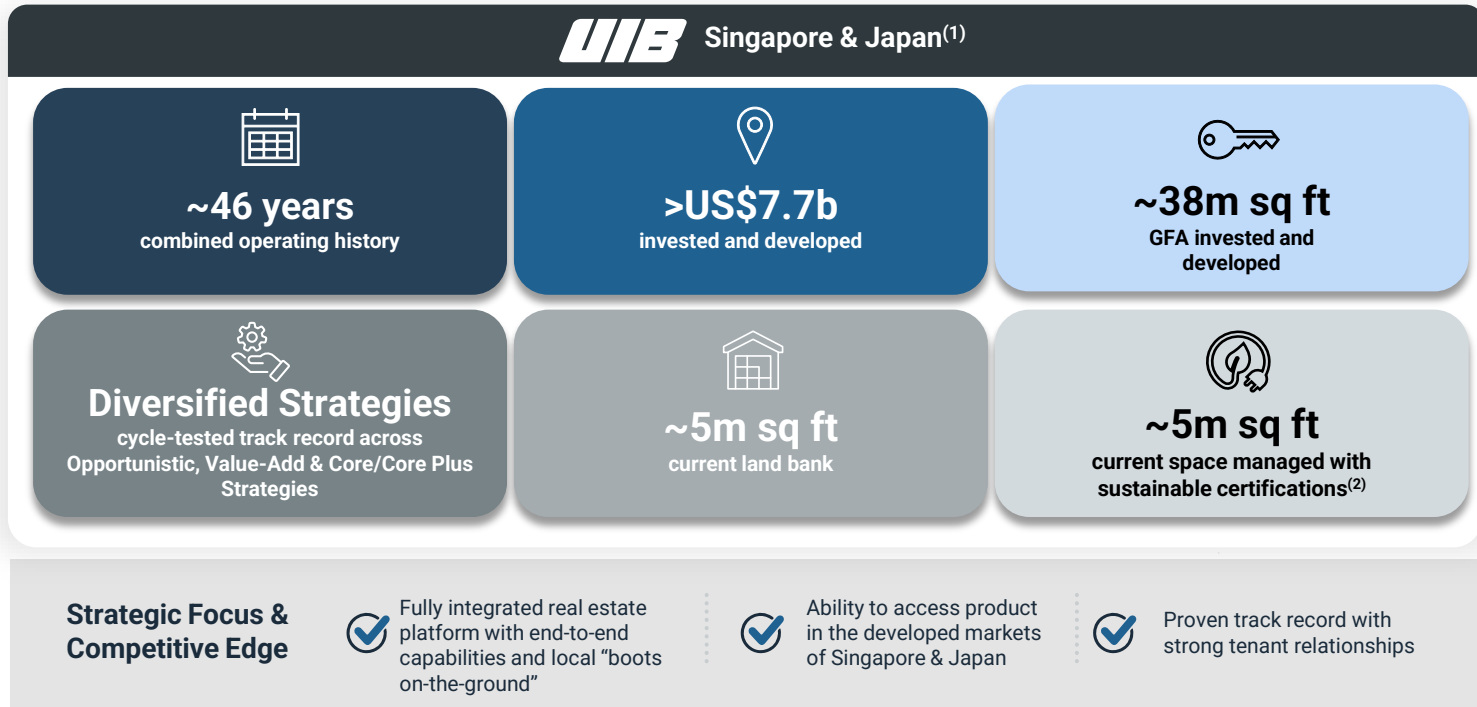 UIB Singapore & Japan(1)
~46 years
combined operating history
>US$7.7b
invested and developed
~38m sq ft
GFA invested and
developed
Diversified Strategies
cycle-tested track record across
Opportunistic, Value-Add & Core/Core Plus
Strategies
~5m sq ft
current land bank
~5m sq ft
current space managed with
sustainable certifications(2)
Strategic Focus &
Competitive Edge
Fully integrated real estate
platform with end-to-end
capabilities and local “boots
on-the-ground”
Ability to access product
in the developed markets
of Singapore & Japan
Proven track record with
strong tenant relationships